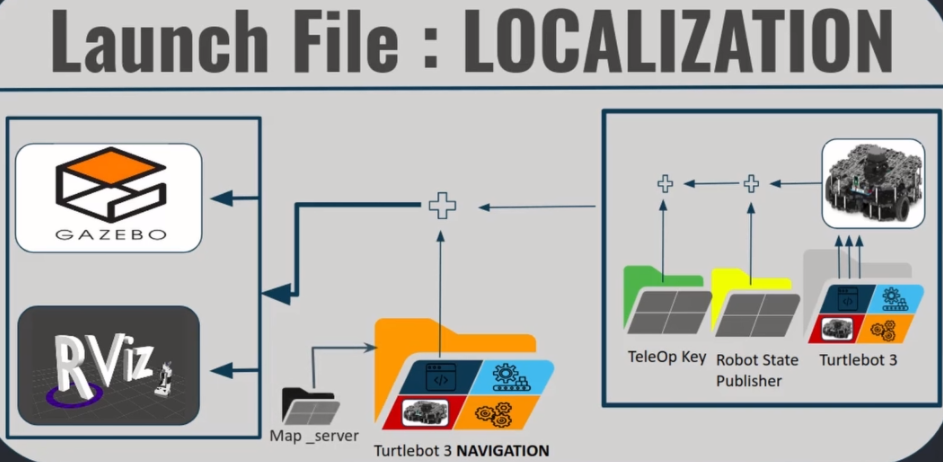 Launch File : LOCALIZATION
GAZEBO
RViz
Map _server
Turtlebot 3 NAVIGATION
TeleOp Key
Robot State
Publisher
Turtlebot 3